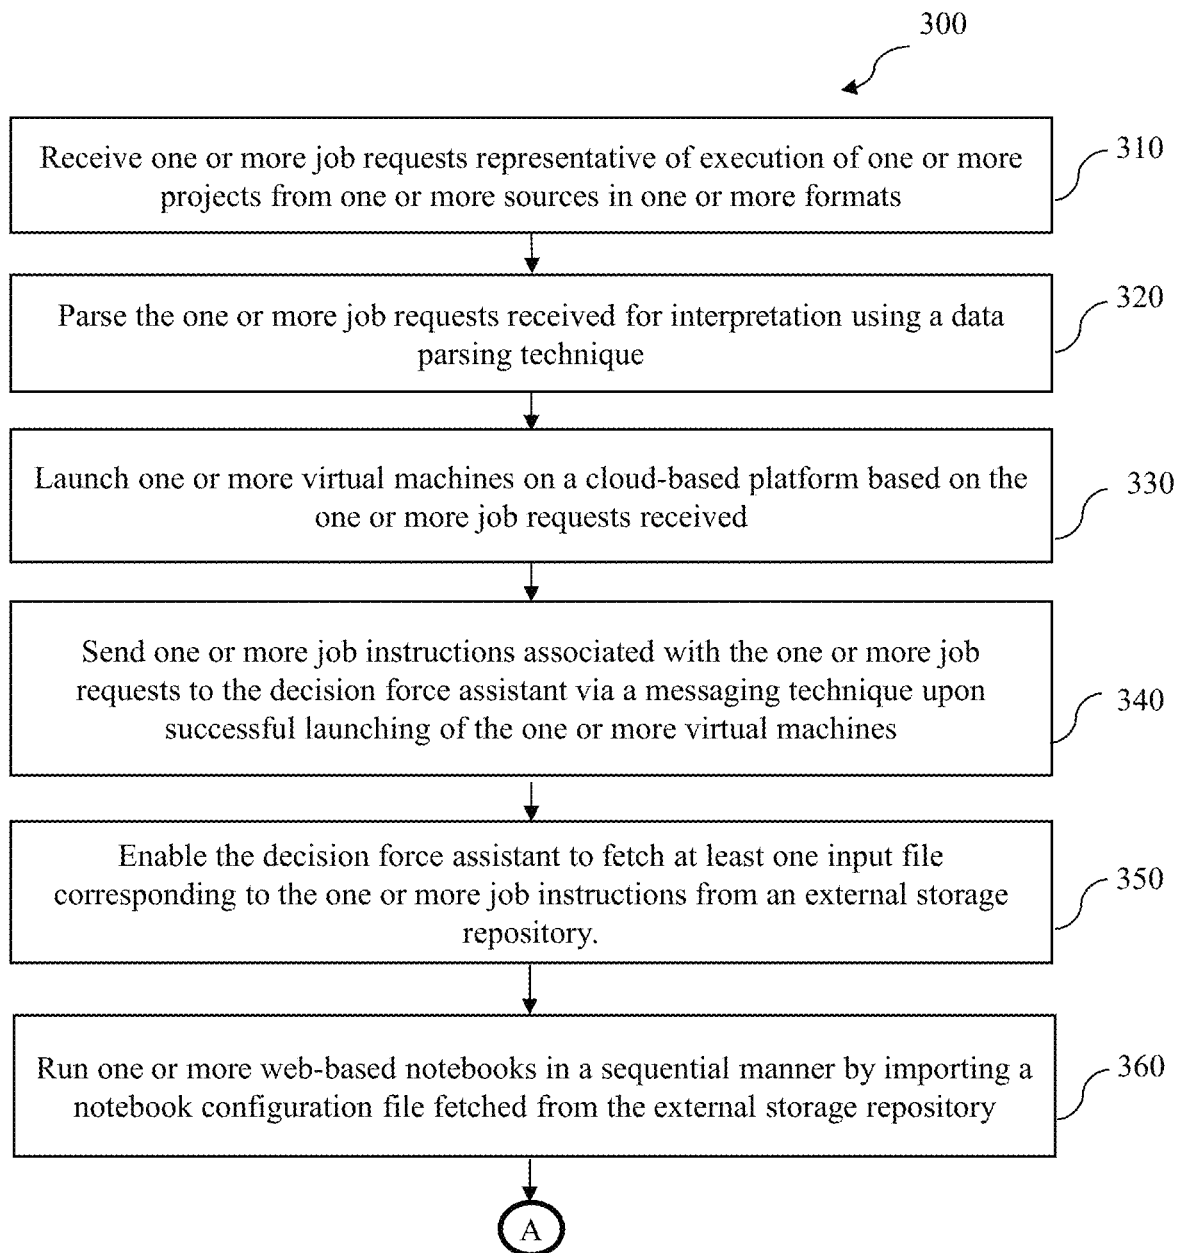 300
Receive one or more job requests representative of execution of one or more
projects from one or more sources in one or more formats
310
Parse the one or more job requests received for interpretation using a data
parsing technique
320
Launch one or more virtual machines on a cloud-based platform based on the
one or more job requests received
330
Send one or more job instructions associated with the one or more job
requests to the decision force assistant via a messaging technique upon
successful launching of the one or more virtual machines
340
Enable the decision force assistant to fetch at least one input file
corresponding to the one or more job instructions from an external storage
repository.
350
Run one or more web-based notebooks in a sequential manner by importing a
notebook configuration file fetched from the external storage repository
360
A